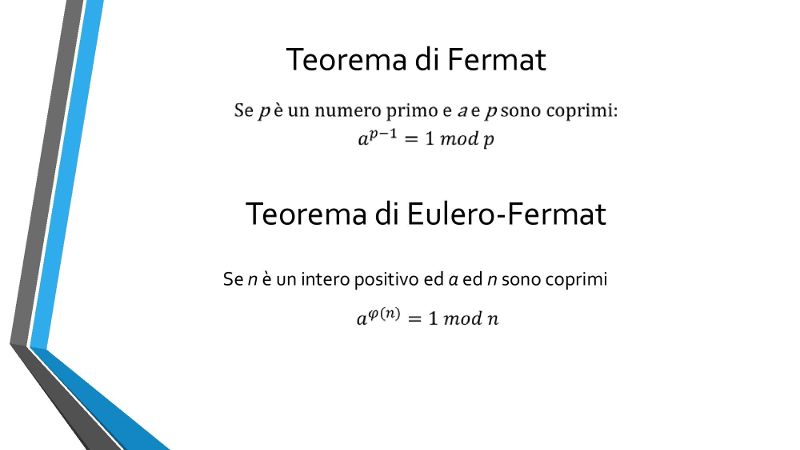 Teorema di Fermat
Se p è un numero primo e a e p sono coprimi:
a^{p−1} = 1 mod p
Teorema di Eulero-Fermat
Se n è un intero positivo ed a ed n sono coprimi
a^{φ(n)} = 1 mod n